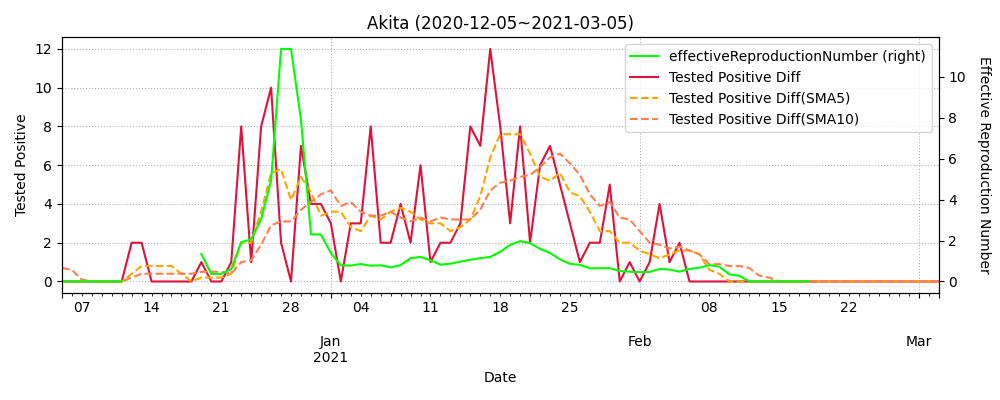 Akita (2020-12-05~2021-03-05)
effectiveReproductionNumber (right)
Tested Positive Diff
Tested Positive Diff(SMA5)
Tested Positive Diff(SMA10)
Tested Positive
12
10
8
6
4
2
0
Effective Reproduction Number
10
8
6
4
2
0
07 14 21 28 04 11 18 25 08 15 22
Jan Feb Mar
2021
Date